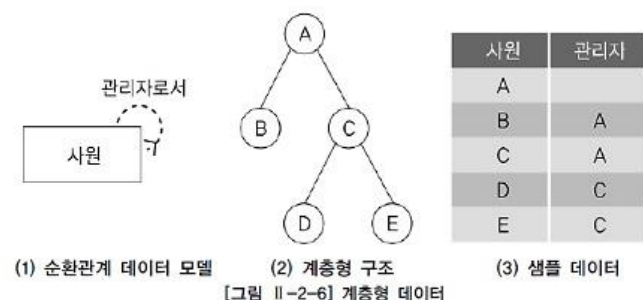 관리자로서
사원
(1) 순환관계 데이터 모델
A
B
C
D
E
(2) 계층형 구조
사원 관리자
A
B A
C A
D C
E C
(3) 샘플 데이터
[그림 Ⅱ-2-6] 계층형 데이터